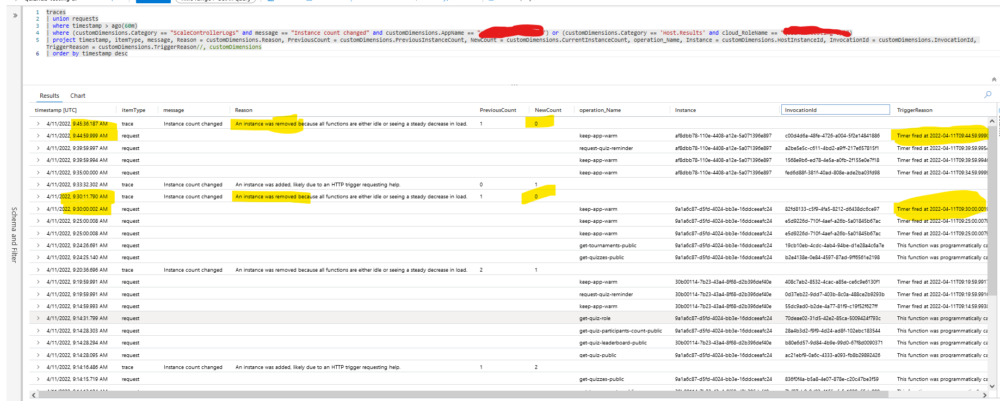 1 traces
2 | union requests
3 | where timestamp > ago(60m)
4 | where (customDimensions.Category == "ScaleControllerLogs" and message == "Instance count changed" and customDimensions.AppName == " ") or (customDimensions.Category == 'Host.Results' and cloud_RoleName == "
5 | project timestamp, itemType, message, Reason = customDimensions.Reason, PreviousCount = customDimensions.PreviousInstanceCount, NewCount = customDimensions.CurrentInstanceCount, operation_Name, Instance = customDimensions.HostInstanceId, InvocationId = customDimensions.InvocationId,
TriggerReason = customDimensions.TriggerReason//, customDimensions
6 | order by timestamp desc
...
Schema and Filter
Results Chart
timestamp [UTC] itemType message Reason PreviousCount NewCount operation_Name Instance InvocationId TriggerReason
4/11/2022, 9:45:36.187 AM trace Instance count changed An instance was removed because all functions are either idle or seeing a steady decrease in load. 1 0
4/11/2022, 9:44:59.999 AM request keep-app-warm af8dbb78-110e-4408-a12e-5a071396e897 c00d4d6a-48fe-4726-a004-5f2e14841886 Timer fired at 2022-04-11T09:44:59.9990
4/11/2022, 9:39:59.997 AM request request-quiz-reminder af8dbb78-110e-4408-a12e-5a071396e897 a2be5e5c-c611-4bd2-a9ff-217e657815f1 Timer fired at 2022-04-11T09:39:59.9954
4/11/2022, 9:39:59.994 AM request keep-app-warm af8dbb78-110e-4408-a12e-5a071396e897 1568e9b6-ed78-4e5a-a0fb-2f155e0e7f18 Timer fired at 2022-04-11T09:39:59.9946
4/11/2022, 9:35:00.000 AM request keep-app-warm af8dbb78-110e-4408-a12e-5a071396e897 fed6d88f-381f-40ad-808e-ade2ba03fd98 Timer fired at 2022-04-11T09:34:59.9999
4/11/2022, 9:33:32.302 AM trace Instance count changed An instance was added, likely due to an HTTP trigger requesting help. 0 1
4/11/2022, 9:30:11.790 AM trace Instance count changed An instance was removed because all functions are either idle or seeing a steady decrease in load. 1 0
4/11/2022, 9:30:00.002 AM request keep-app-warm 9a1a6c87-d5fd-4024-bb3e-16ddceeafc24 82fd8133-c5f9-4fa5-8212-d6438dc6ce97 Timer fired at 2022-04-11T09:30:00.0019
4/11/2022, 9:25:00.008 AM request keep-app-warm 9a1a6c87-d5fd-4024-bb3e-16ddceeafc24 e5d9226d-710f-4aef-a26b-5a01845b67ac Timer fired at 2022-04-11T09:25:00.0079
4/11/2022, 9:25:00.008 AM request keep-app-warm 9a1a6c87-d5fd-4024-bb3e-16ddceeafc24 e5d9226d-710f-4aef-a26b-5a01845b67ac Timer fired at 2022-04-11T09:25:00.0079
4/11/2022, 9:24:26.691 AM request get-tournaments-public 9a1a6c87-d5fd-4024-bb3e-16ddceeafc24 19cb10eb-4cdc-4ab4-94be-d1e28a4c6a7e This function was programmatically ca
4/11/2022, 9:24:25.140 AM request get-quizzes-public 9a1a6c87-d5fd-4024-bb3e-16ddceeafc24 b2e4138e-0e84-4597-87ad-9ff6561e2198 This function was programmatically ca
4/11/2022, 9:20:36.696 AM trace Instance count changed An instance was removed because all functions are either idle or seeing a steady decrease in load. 2 1
4/11/2022, 9:19:59.991 AM request keep-app-warm 30b00114-7b23-43a4-8f68-d2b396def40e 408c7ab2-8532-4cac-a85e-ce6c9e6130f1 Timer fired at 2022-04-11T09:19:59.9917
4/11/2022, 9:19:59.991 AM request request-quiz-reminder 30b00114-7b23-43a4-8f68-d2b396def40e 0d37eb22-9dd7-403b-8c0a-488ce2b9293b Timer fired at 2022-04-11T09:19:59.9916
4/11/2022, 9:14:59.993 AM request keep-app-warm 30b00114-7b23-43a4-8f68-d2b396def40e 55dc9ad0-b2de-4a77-81f9-c19f52f627ff Timer fired at 2022-04-11T09:14:59.9938
4/11/2022, 9:14:31.799 AM request get-quiz-role 9a1a6c87-d5fd-4024-bb3e-16ddceeafc24 70deae02-31d5-42e2-85ca-5009424f793c This function was programmatically ca
4/11/2022, 9:14:28.303 AM request get-quiz-participants-count-public 9a1a6c87-d5fd-4024-bb3e-16ddceeafc24 28a4b3d2-f9f9-4d24-ad8f-102ebc183544 This function was programmatically ca
4/11/2022, 9:14:28.294 AM request get-quiz-leaderboard-public 30b00114-7b23-43a4-8f68-d2b396def40e b80e6d57-9d84-4b9e-99d0-67f8d0090371 This function was programmatically ca
4/11/2022, 9:14:28.095 AM request get-quiz-public 9a1a6c87-d5fd-4024-bb3e-16ddceeafc24 ac21ebf9-0a6c-4333-a093-fb8b29892426 This function was programmatically ca
4/11/2022, 9:14:16.486 AM trace Instance count changed An instance was added, likely due to an HTTP trigger requesting help. 1 2
4/11/2022, 9:14:15.719 AM request get-quizzes-public 9a1a6c87-d5fd-4024-bb3e-16ddceeafc24 836f0f4a-b5a8-4e07-878e-c20c47be3f59 This function was programmatically ca